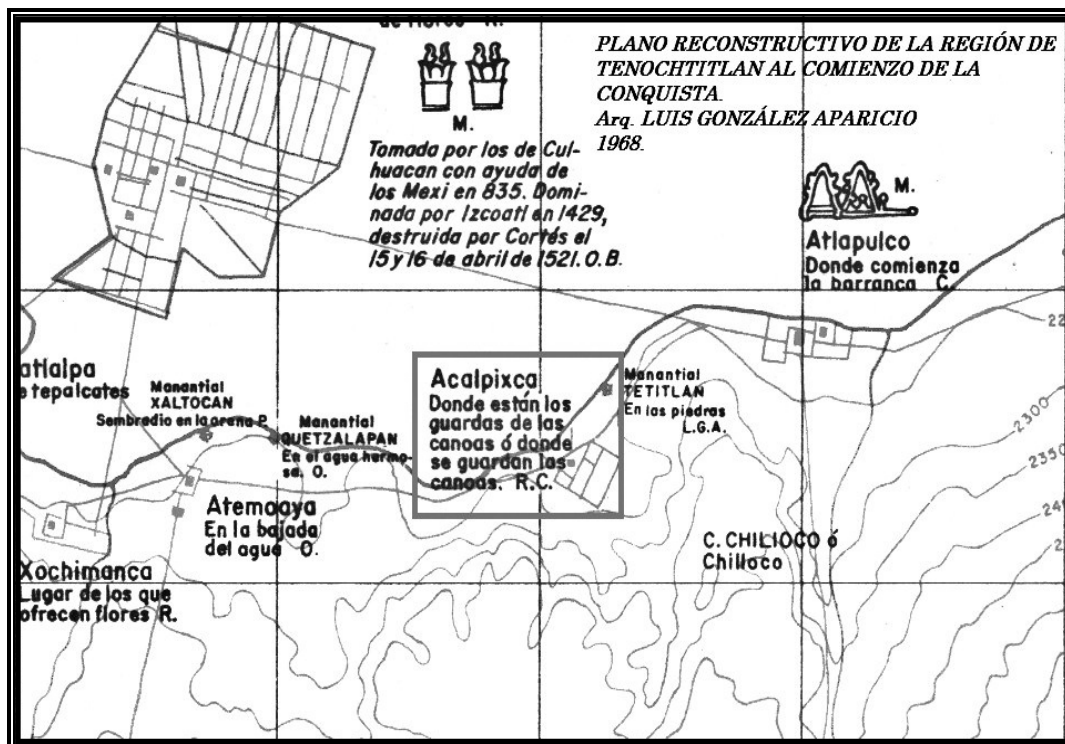 PLANO RECONSTRUCTIVO DE LA REGIÓN DE
TENOCHTITLAN AL COMIENZO DE LA
CONQUISTA.
Arq. LUIS GONZÁLEZ APARICIO
1968.
M.
Tomada por los de Cul-
huacan con ayuda de
los Mexi en 835. Domi-
nada por Izcoatl en 1429,
destruida por Cortés el
15 y 16 de abril de 1521. O.B.
M.
Atlapulco
Donde comienza
la barranca C.
atlalpa
e tepalcates
Manantial
XALTOCAN
Sembradio en la arena P.
Manantial
QUETZALAPAN
En el agua hermo-
sa. O.
Acalpixca
Donde están los
guardas de las
canoas ó donde
se guardan las
canoas. R.C.
Manantial
TETITLAN
En las piedras
L.G.A.
Atemoaya
En la bajada
del agua O.
C. CHILIOCO ó
Chilloco
Xochimanca
Lugar de los que
ofrecen flores R.
22
2300
2350
240
2